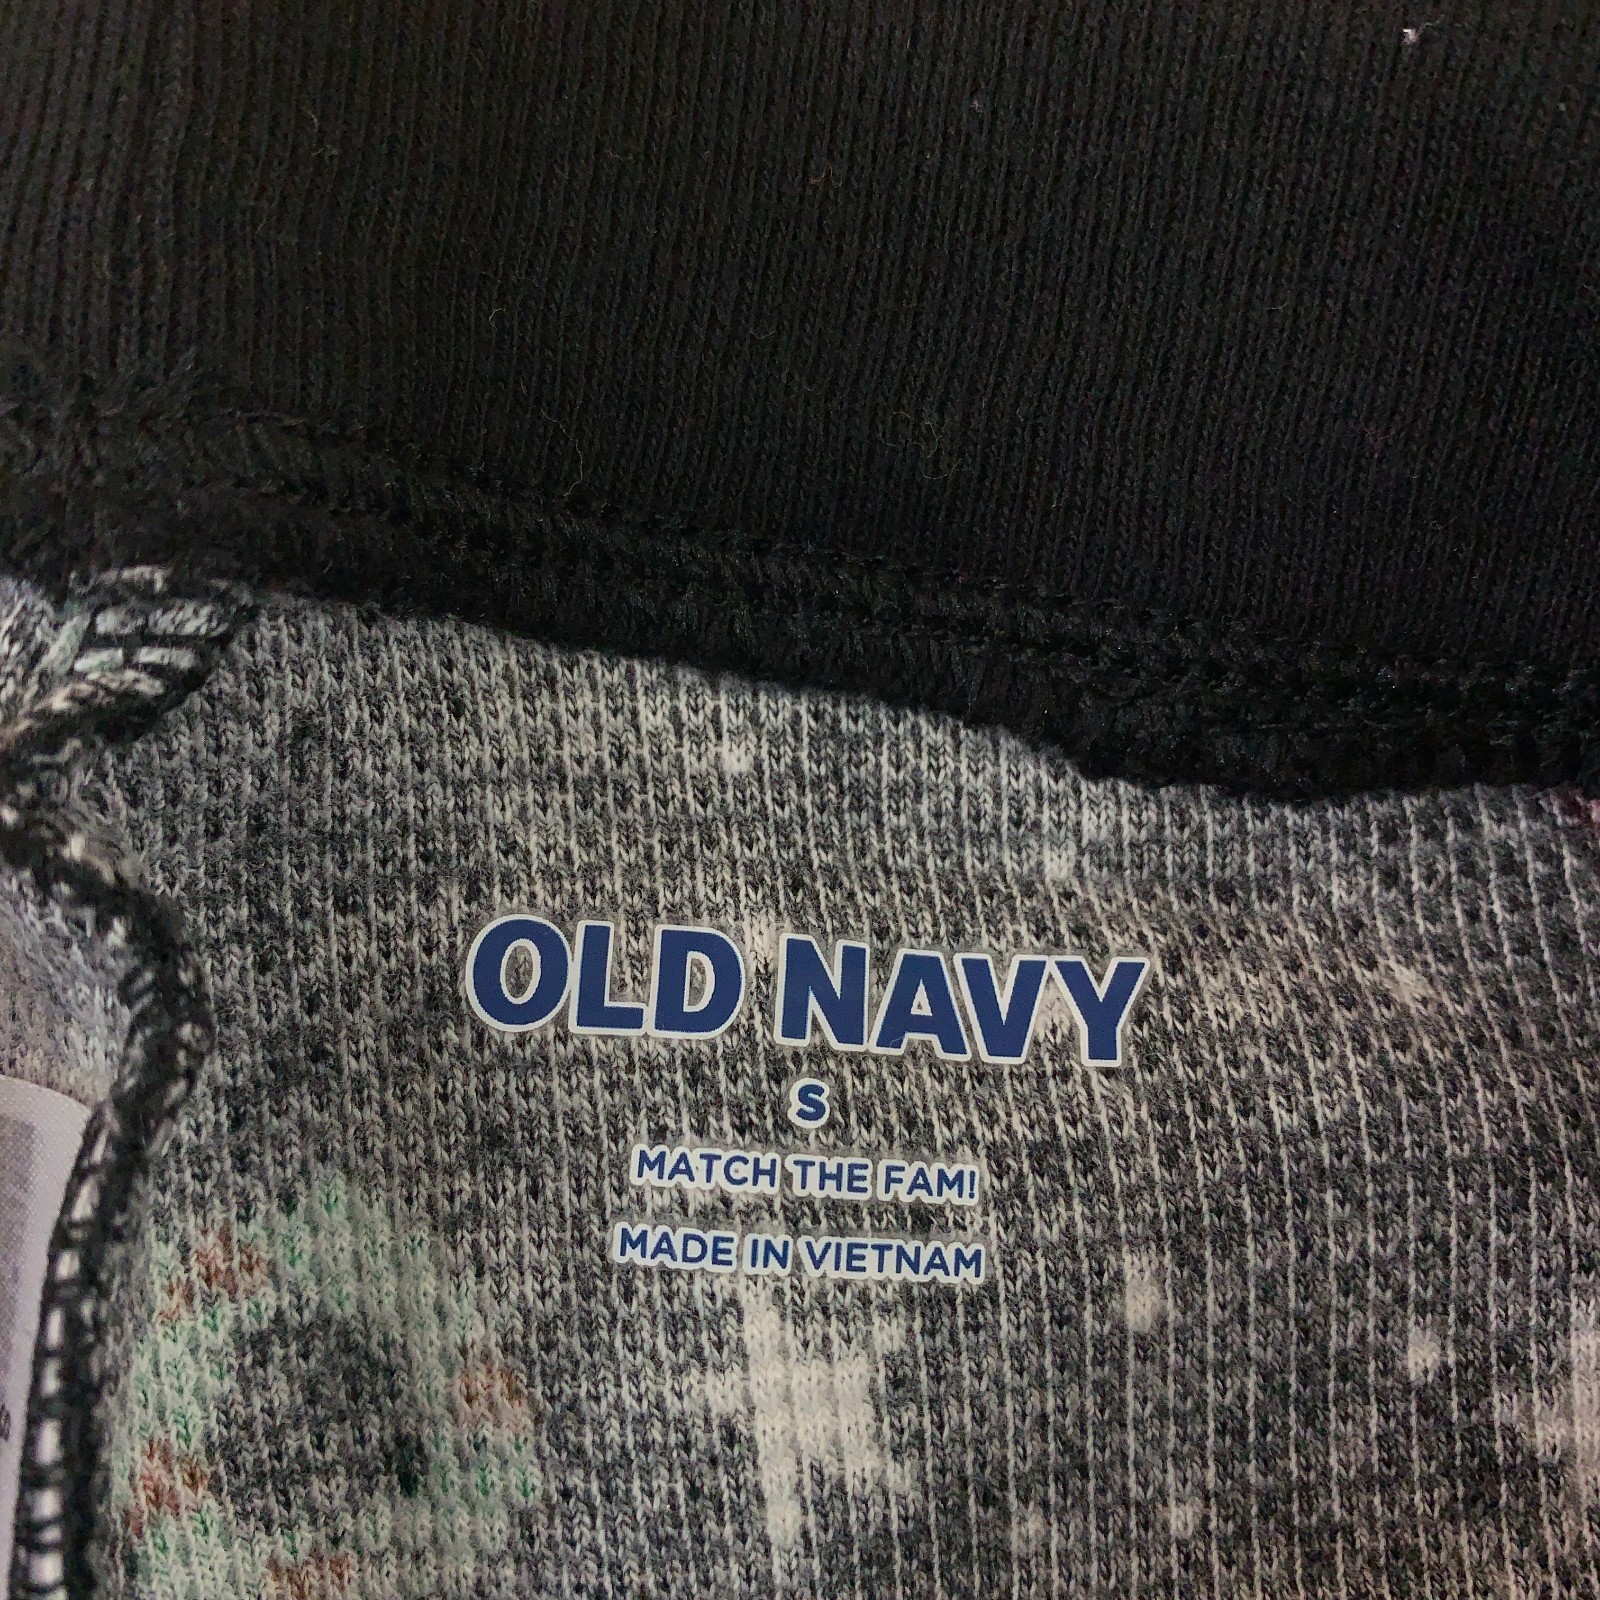 OLD NAVY
S
MATCH THE FAM!
MADE IN VIETNAM